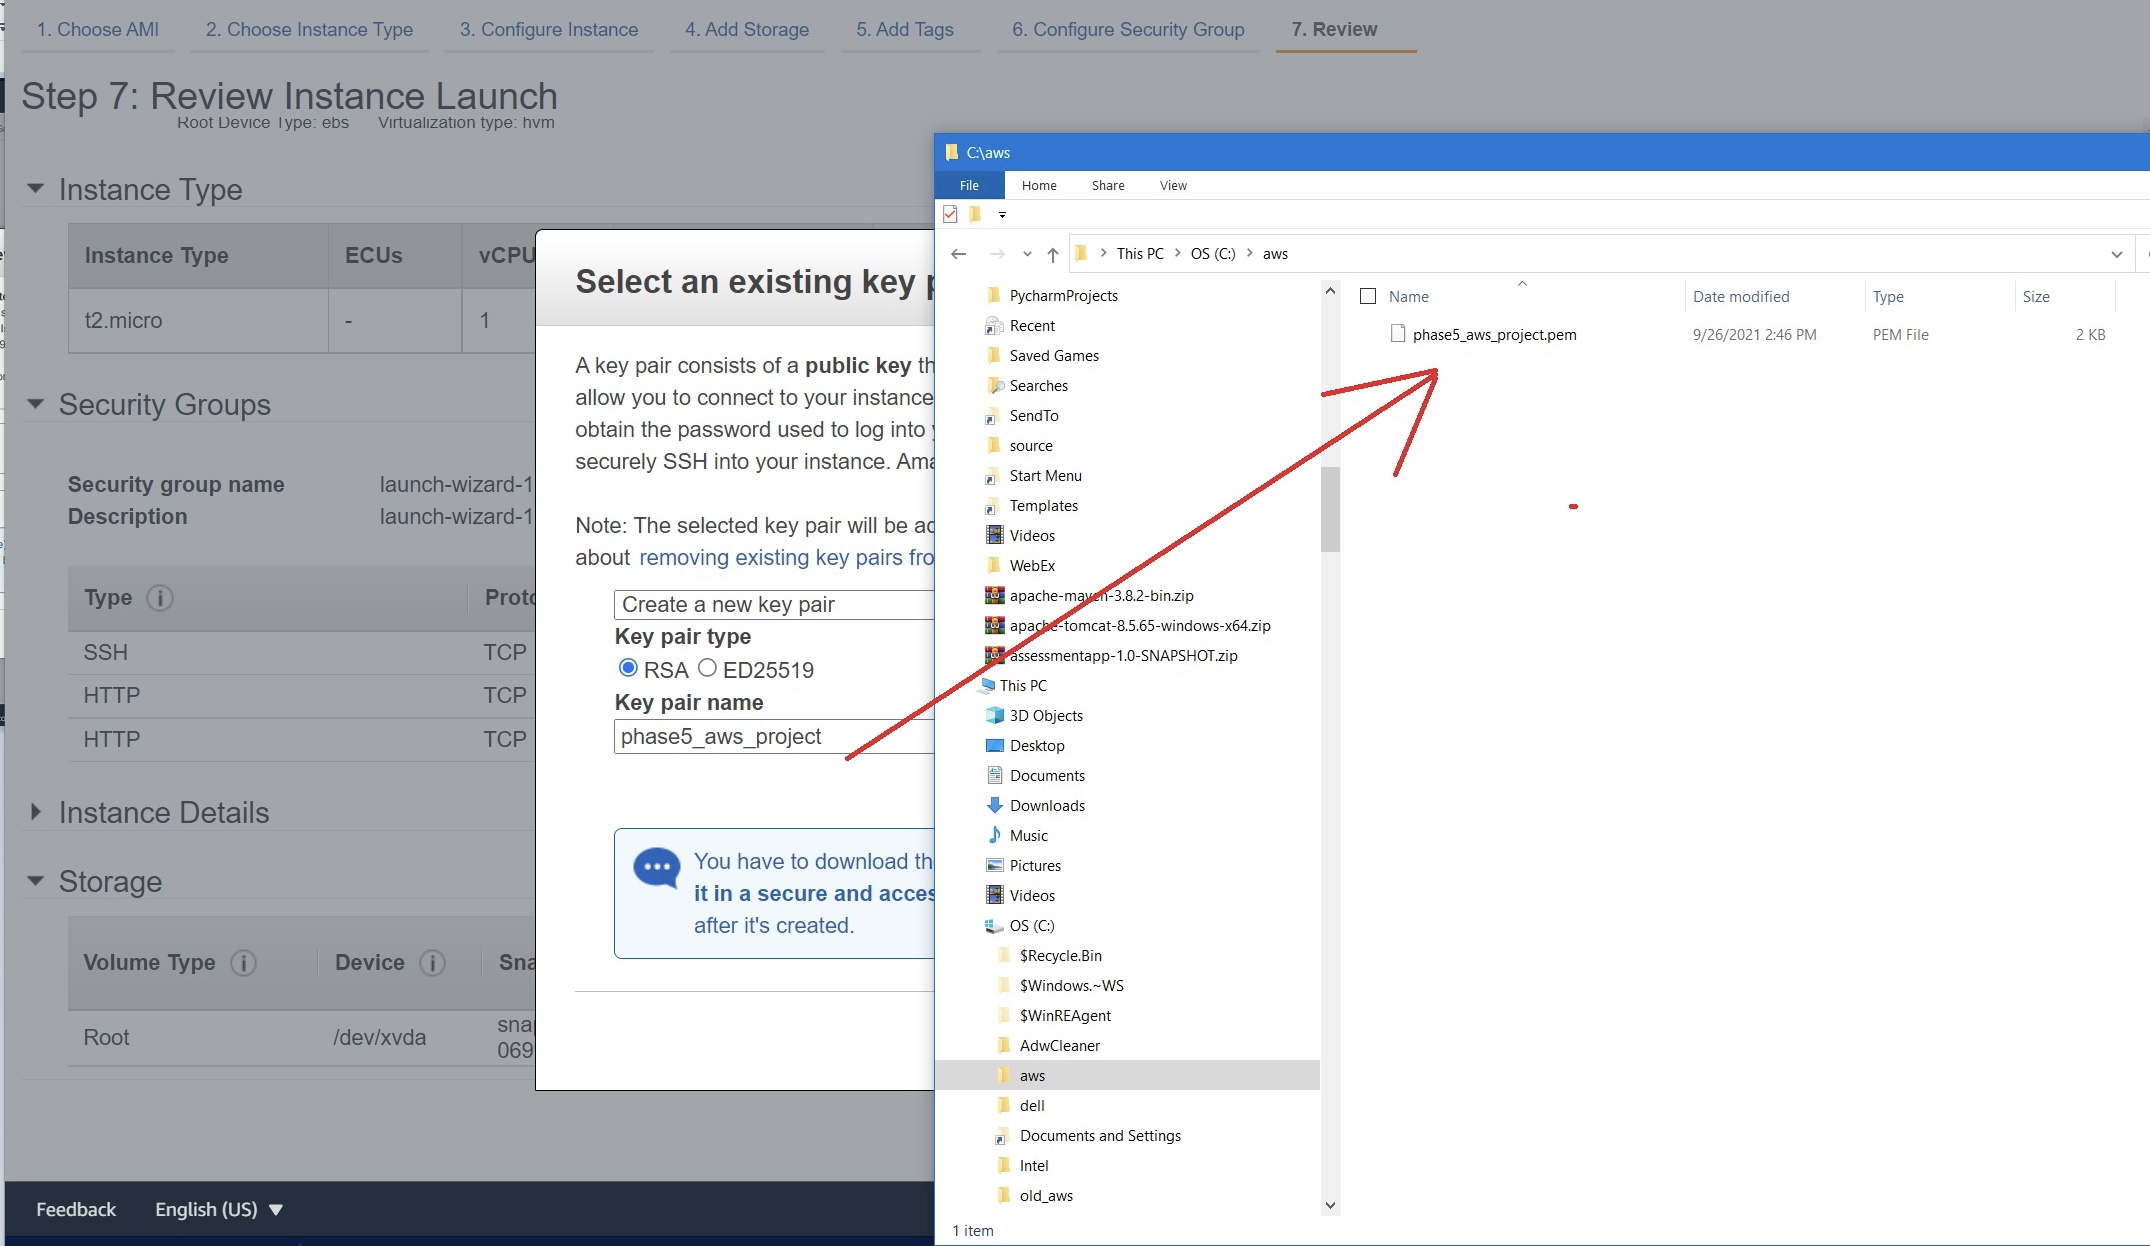 1. Choose AMI
2. Choose Instance Type
3. Configure Instance
4. Add Storage
5. Add Tags
6. Configure Security Group
7. Review
Step 7: Review Instance Launch
Root Device Type: ebs Virtualization type: hvm
Instance Type
Instance Type ECUs vCPU
t2.micro - 1
Security Groups
Security group name launch-wizard-1
Description launch-wizard-1
Type Proto
SSH TCP
HTTP TCP
HTTP TCP
Instance Details
Storage
Volume Type Device Sna
Root /dev/xvda snap
069
Feedback English (US)
Select an existing key p
A key pair consists of a public key th
allow you to connect to your instance
obtain the password used to log into
securely SSH into your instance. Ama
Note: The selected key pair will be ad
about removing existing key pairs fro
Create a new key pair
Key pair type
RSA ED25519
Key pair name
phase5_aws_project
You have to download th
it in a secure and acces
after it's created.
C:\aws
File Home Share View
This PC OS (C:) aws
PycharmProjects
Recent
Saved Games
Searches
SendTo
source
Start Menu
Templates
Videos
WebEx
apache-maven-3.8.2-bin.zip
apache-tomcat-8.5.65-windows-x64.zip
assessmentapp-1.0-SNAPSHOT.zip
This PC
3D Objects
Desktop
Documents
Downloads
Music
Pictures
Videos
OS (C:)
$Recycle.Bin
$Windows.~WS
$WinREAgent
AdwCleaner
aws
dell
Documents and Settings
Intel
old_aws
Name Date modified Type Size
phase5_aws_project.pem 9/26/2021 2:46 PM PEM File 2 KB
1 item